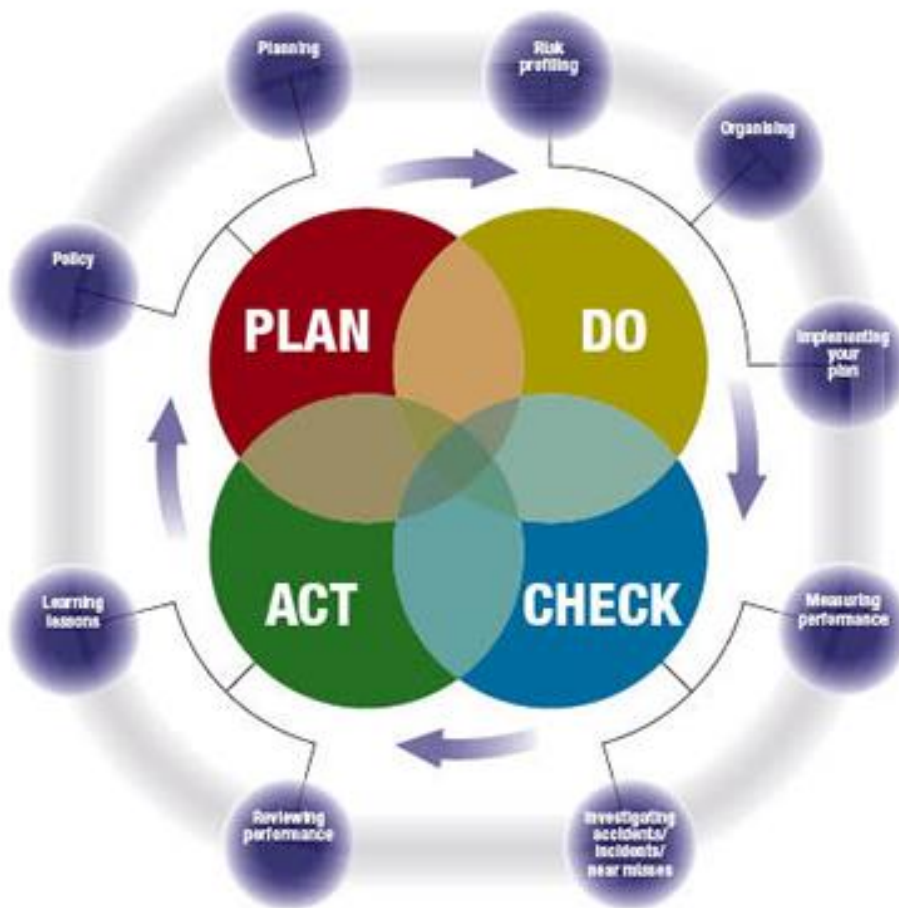 Planning
Risk
profiling
Organising
Policy
PLAN
DO
Implementing
your
plan
ACT
CHECK
Learning
lessons
Measuring
performance
Reviewing
performance
Investigating
accidents/
incidents/
near misses